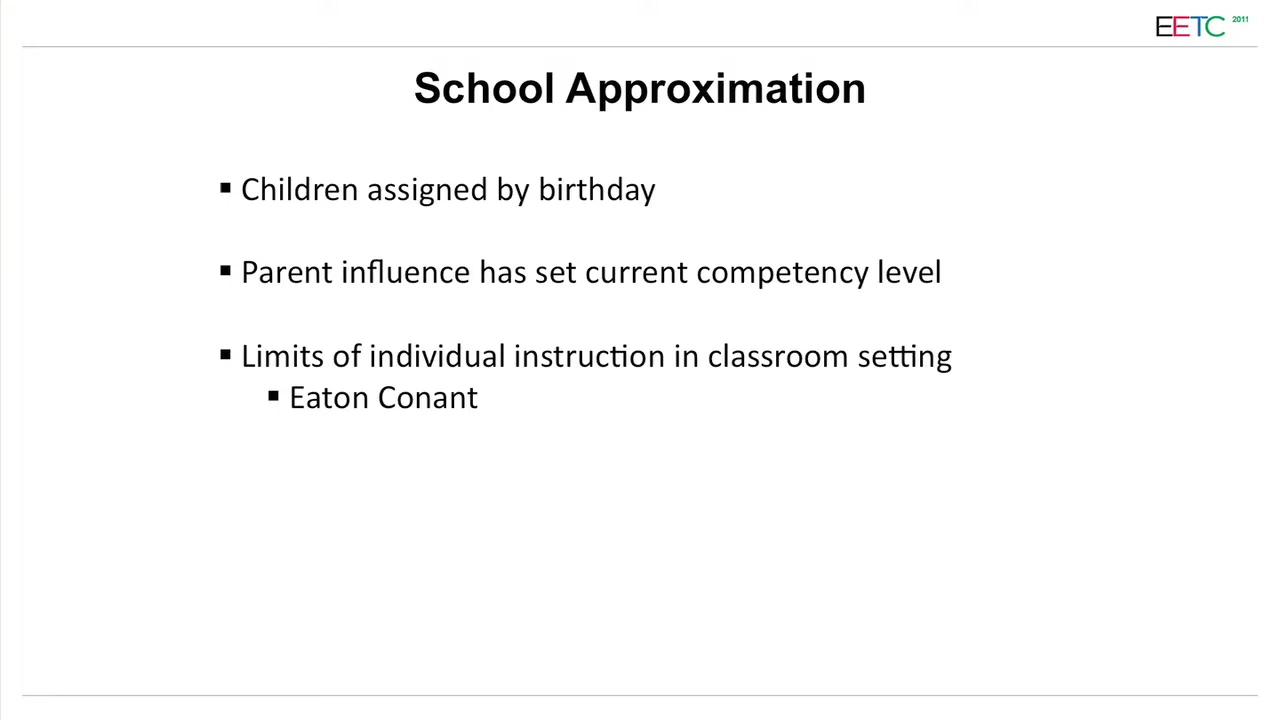 EETC 2011
School Approximation
▪ Children assigned by birthday
▪ Parent influence has set current competency level
▪ Limits of individual instruction in classroom setting
▪ Eaton Conant